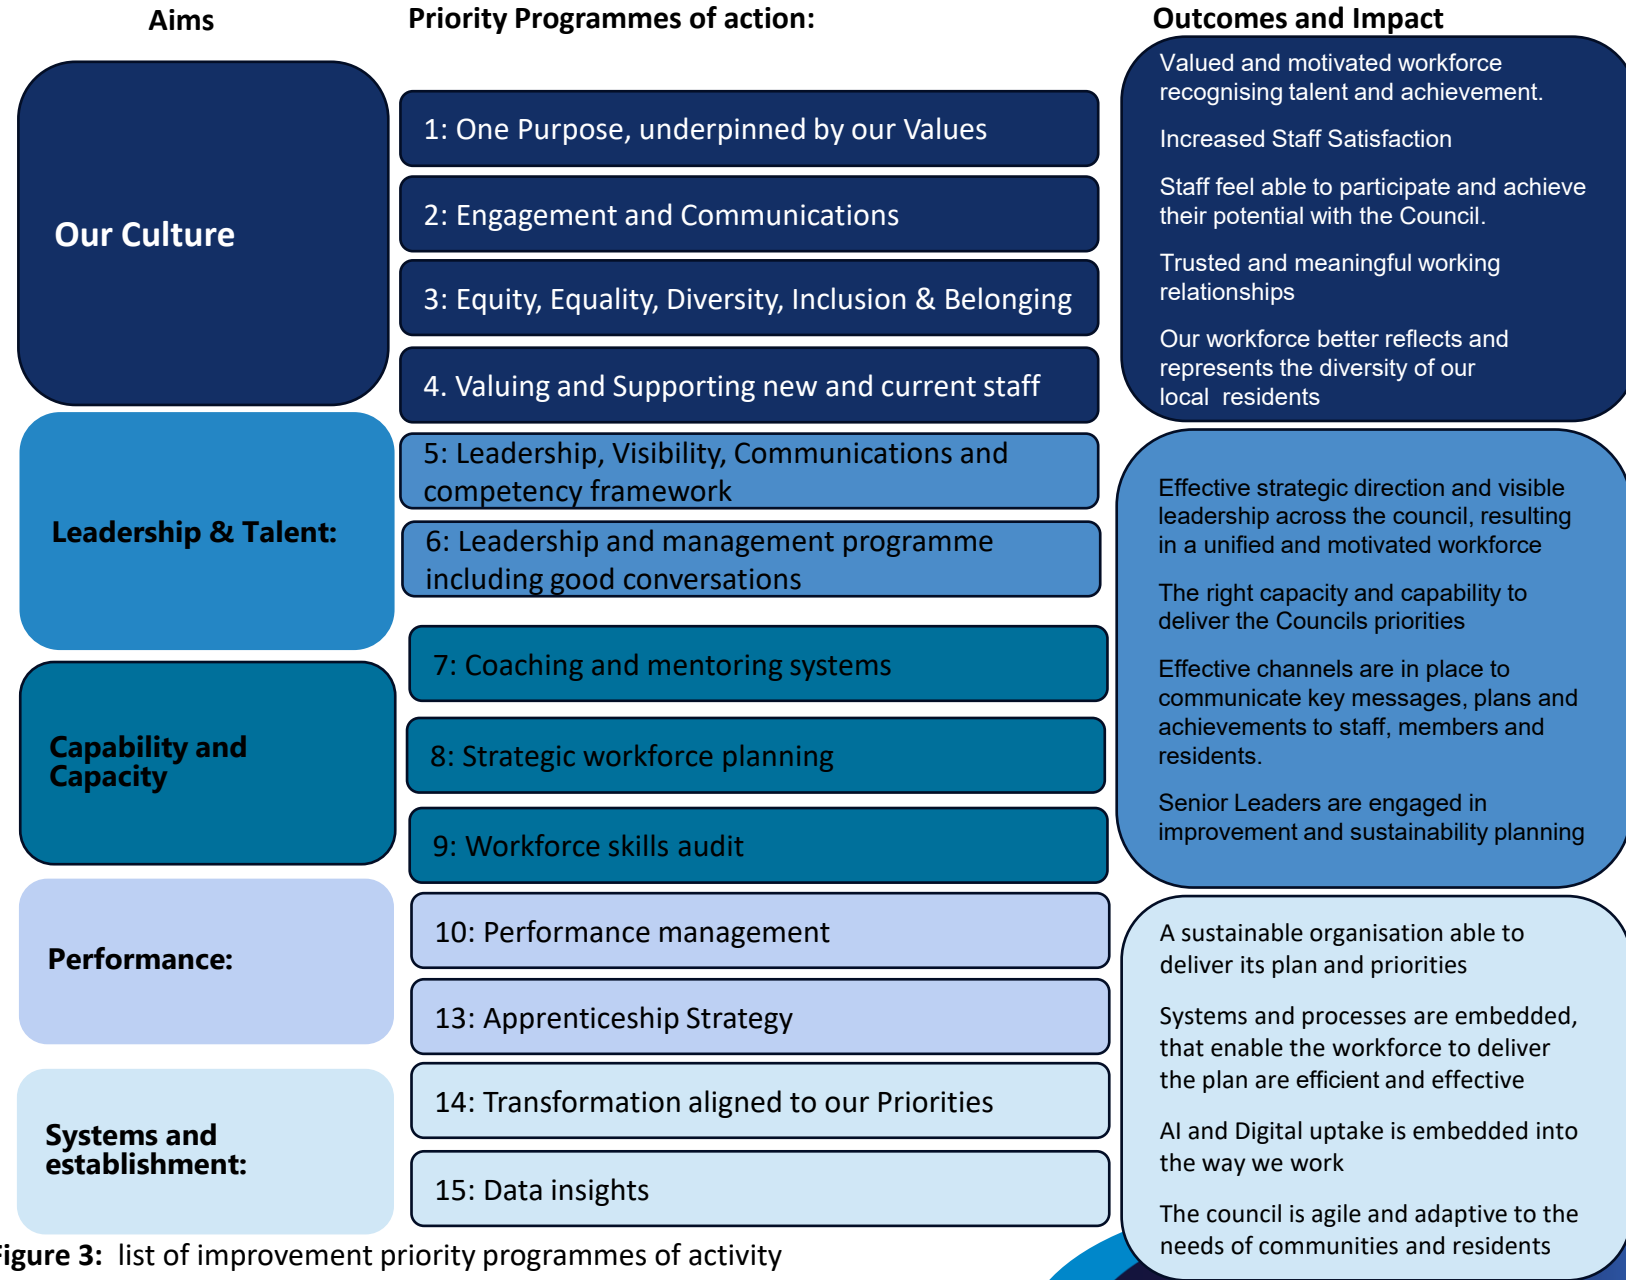 Aims
Priority Programmes of action:
Outcomes and Impact
Our Culture
1: One Purpose, underpinned by our Values
2: Engagement and Communications
3: Equity, Equality, Diversity, Inclusion & Belonging
4. Valuing and Supporting new and current staff
Valued and motivated workforce
recognising talent and achievement.
Increased Staff Satisfaction
Staff feel able to participate and achieve
their potential with the Council.
Trusted and meaningful working
relationships
Our workforce better reflects and
represents the diversity of our
local  residents
Leadership & Talent:
5: Leadership, Visibility, Communications and
competency framework
6: Leadership and management programme
including good conversations
Effective strategic direction and visible
leadership across the council, resulting
in a unified and motivated workforce
The right capacity and capability to
deliver the Councils priorities
Effective channels are in place to
communicate key messages, plans and
achievements to staff, members and
residents.
Senior Leaders are engaged in
improvement and sustainability planning
Capability and
Capacity
7: Coaching and mentoring systems
8: Strategic workforce planning
9: Workforce skills audit
Performance:
10: Performance management
13: Apprenticeship Strategy
Systems and
establishment:
14: Transformation aligned to our Priorities
15: Data insights
A sustainable organisation able to
deliver its plan and priorities
Systems and processes are embedded,
that enable the workforce to deliver
the plan are efficient and effective
AI and Digital uptake is embedded into
the way we work
The council is agile and adaptive to the
needs of communities and residents
Figure 3:  list of improvement priority programmes of activity